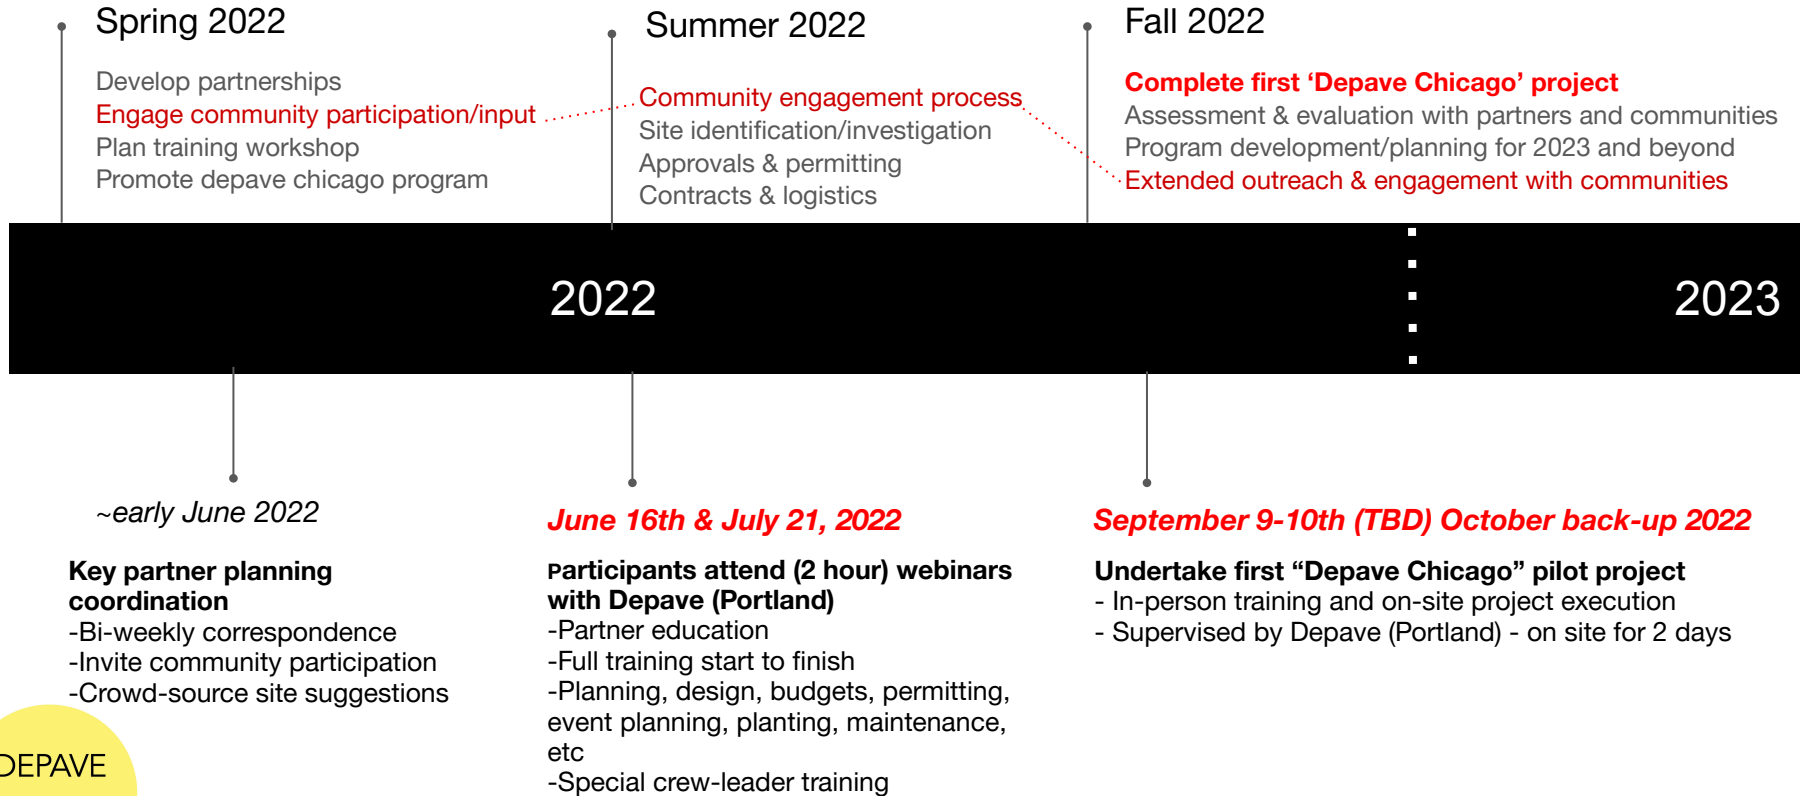 Spring 2022
Develop partnerships
Engage community participation/input
Plan training workshop
Promote depave chicago program
Summer 2022
Community engagement process
Site identification/investigation
Approvals & permitting
Contracts & logistics
Fall 2022
Complete first ‘Depave Chicago’ project
Assessment & evaluation with partners and communities
Program development/planning for 2023 and beyond
Extended outreach & engagement with communities
2022
2023
~early June 2022
Key partner planning
coordination
-Bi-weekly correspondence
-Invite community participation
-Crowd-source site suggestions
June 16th & July 21, 2022
Participants attend (2 hour) webinars
with Depave (Portland)
-Partner education
-Full training start to finish
-Planning, design, budgets, permitting,
event planning, planting, maintenance,
etc
-Special crew-leader training
September 9-10th (TBD) October back-up 2022
Undertake first “Depave Chicago” pilot project
- In-person training and on-site project execution
- Supervised by Depave (Portland) - on site for 2 days
DEPAVE